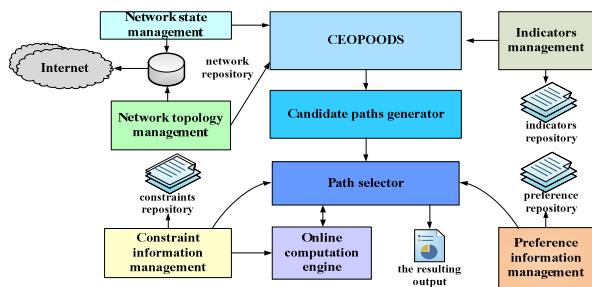 Network state
management
CEOPOODS
Indicators
management
Internet
network
repository
Network topology
management
Candidate paths generator
indicators
repository
constraints
repository
Path selector
preference
repository
Constraint
information
management
Online
computation
engine
the resulting
output
Preference
information
management